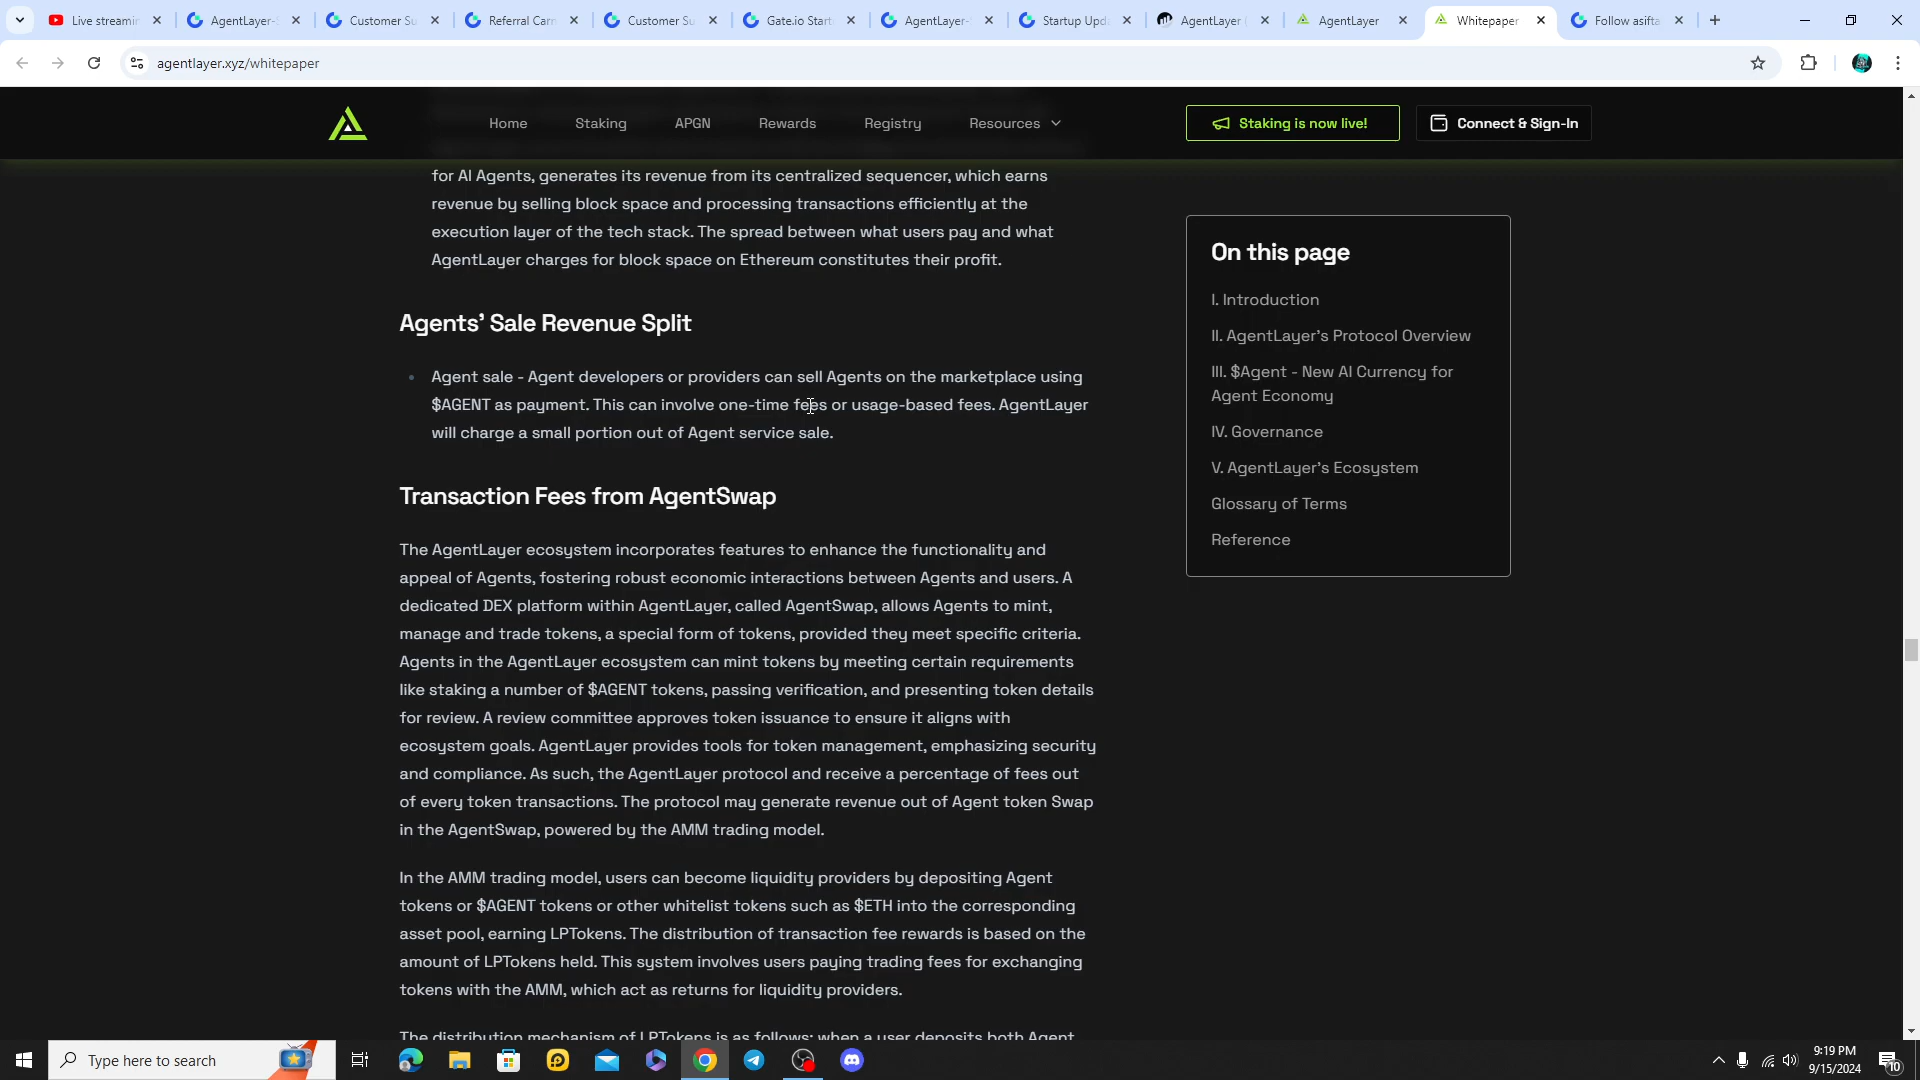 Live streamin
AgentLayer-
Customer Su
Referral Carn
Customer Su
Gate.io Start
AgentLayer-
Startup Upda
AgentLayer (
AgentLayer
Whitepaper
Follow asifta
agentlayer.xyz/whitepaper
Home
Staking
APGN
Rewards
Registry
Resources
Staking is now live!
Connect & Sign-In
for AI Agents, generates its revenue from its centralized sequencer, which earns
revenue by selling block space and processing transactions efficiently at the
execution layer of the tech stack. The spread between what users pay and what
AgentLayer charges for block space on Ethereum constitutes their profit.
Agents' Sale Revenue Split
Agent sale - Agent developers or providers can sell Agents on the marketplace using
$AGENT as payment. This can involve one-time fees or usage-based fees. AgentLayer
will charge a small portion out of Agent service sale.
Transaction Fees from AgentSwap
The AgentLayer ecosystem incorporates features to enhance the functionality and
appeal of Agents, fostering robust economic interactions between Agents and users. A
dedicated DEX platform within AgentLayer, called AgentSwap, allows Agents to mint,
manage and trade tokens, a special form of tokens, provided they meet specific criteria.
Agents in the AgentLayer ecosystem can mint tokens by meeting certain requirements
like staking a number of $AGENT tokens, passing verification, and presenting token details
for review. A review committee approves token issuance to ensure it aligns with
ecosystem goals. AgentLayer provides tools for token management, emphasizing security
and compliance. As such, the AgentLayer protocol and receive a percentage of fees out
of every token transactions. The protocol may generate revenue out of Agent token Swap
in the AgentSwap, powered by the AMM trading model.
In the AMM trading model, users can become liquidity providers by depositing Agent
tokens or $AGENT tokens or other whitelist tokens such as $ETH into the corresponding
asset pool, earning LPTokens. The distribution of transaction fee rewards is based on the
amount of LPTokens held. This system involves users paying trading fees for exchanging
tokens with the AMM, which act as returns for liquidity providers.
The distribution mechanism of LPTokens is as follows: when a user deposits both Agent
On this page
I. Introduction
II. AgentLayer's Protocol Overview
III. $Agent - New AI Currency for
Agent Economy
IV. Governance
V. AgentLayer's Ecosystem
Glossary of Terms
Reference
Type here to search
9:19 PM
9/15/2024
10